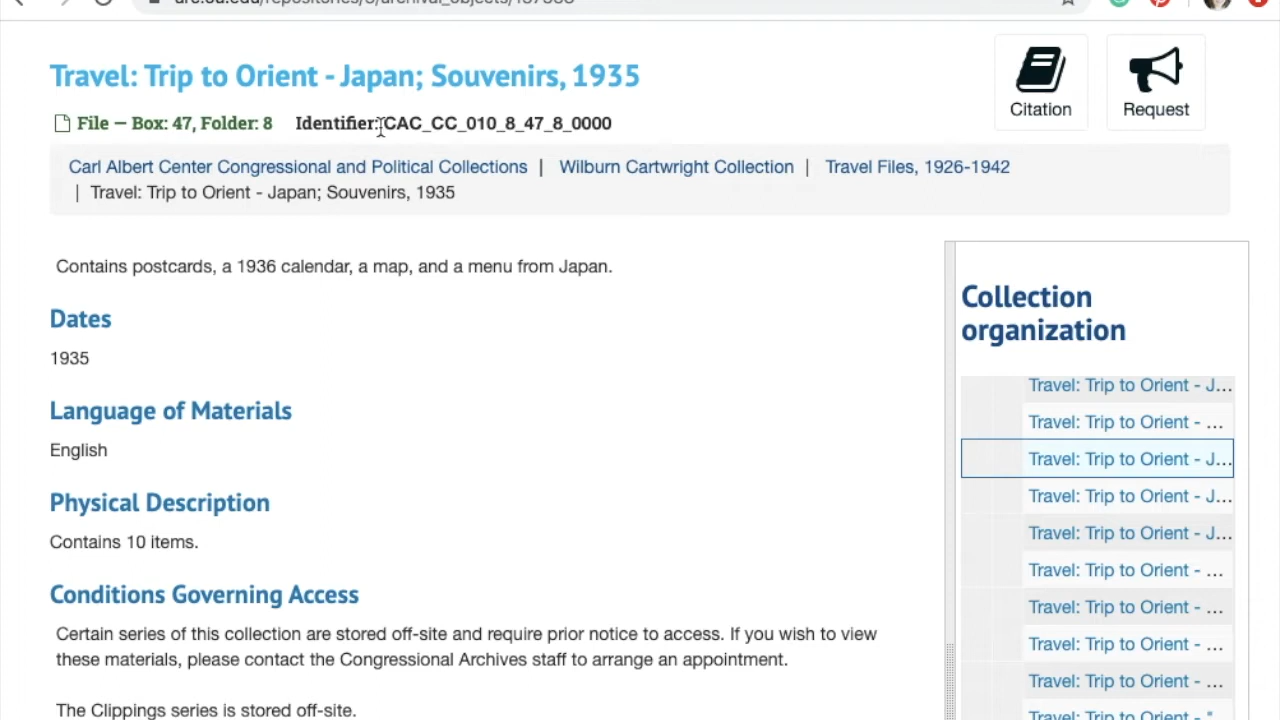 Travel: Trip to Orient - Japan; Souvenirs, 1935
Citation
Request
File — Box: 47, Folder: 8 Identifier: CAC_CC_010_8_47_8_0000
Carl Albert Center Congressional and Political Collections | Wilburn Cartwright Collection | Travel Files, 1926-1942
| Travel: Trip to Orient - Japan; Souvenirs, 1935
Contains postcards, a 1936 calendar, a map, and a menu from Japan.
Dates
1935
Language of Materials
English
Physical Description
Contains 10 items.
Conditions Governing Access
Certain series of this collection are stored off-site and require prior notice to access. If you wish to view
these materials, please contact the Congressional Archives staff to arrange an appointment.
The Clippings series is stored off-site.
Collection
organization
Travel: Trip to Orient - J...
Travel: Trip to Orient - ...
Travel: Trip to Orient - J...
Travel: Trip to Orient - J...
Travel: Trip to Orient - J...
Travel: Trip to Orient - ...
Travel: Trip to Orient - ...
Travel: Trip to Orient - ...
Travel: Trip to Orient - ...
Travel: Trip to Orient - "